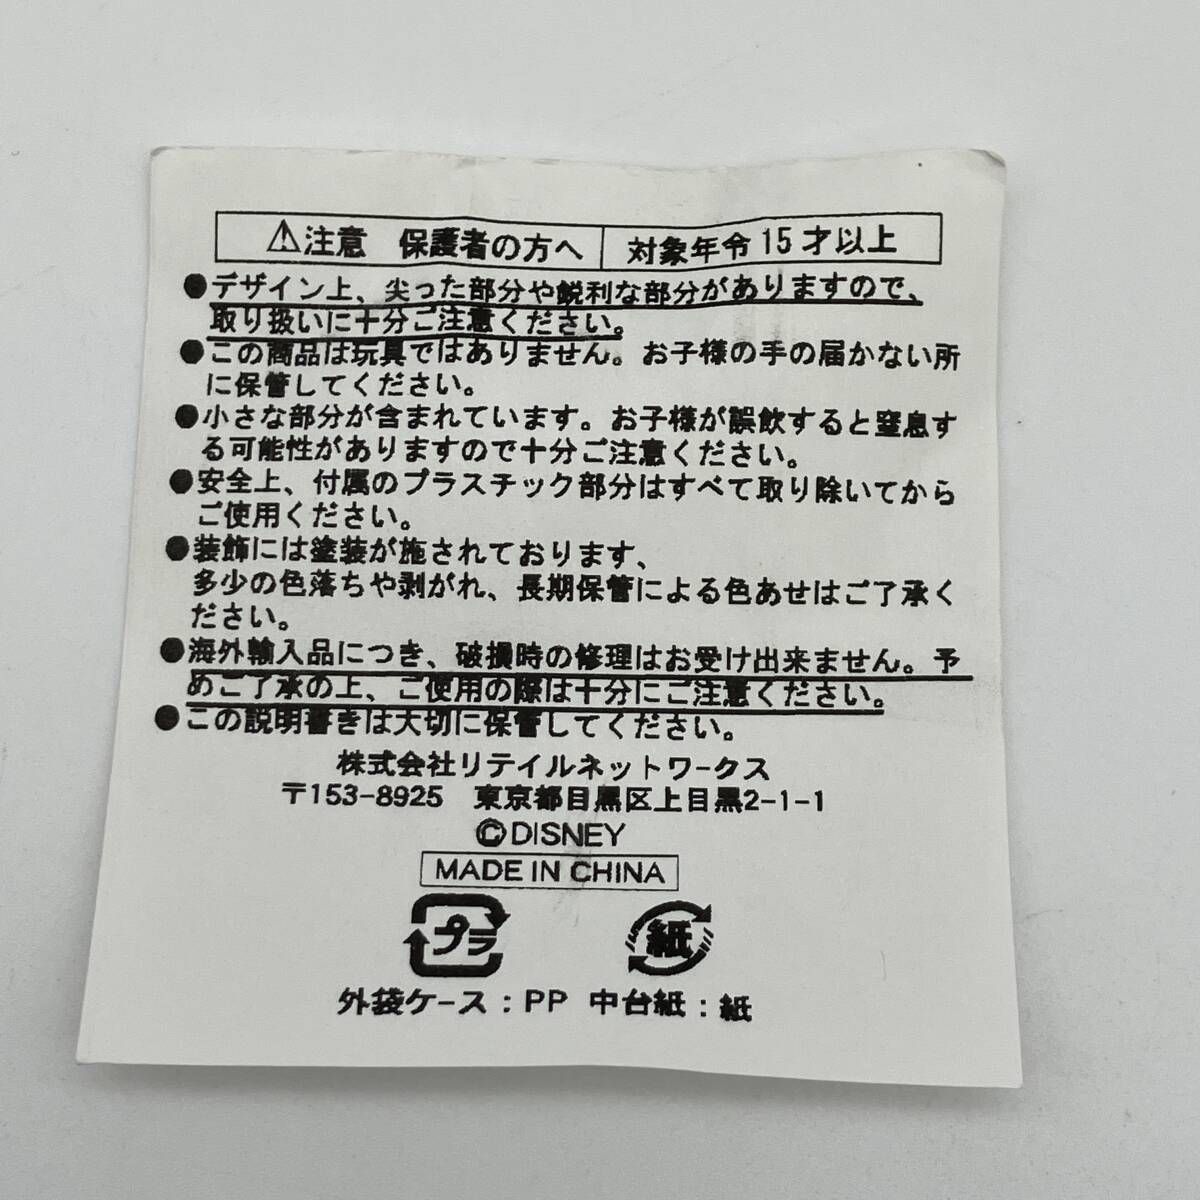 ⚠注意 保護者の方へ 対象年令15才以上
●デザイン上、尖った部分や鋭利な部分がありますので、
取り扱いに十分ご注意ください。
●この商品は玩具ではありません。お子様の手の届かない所
に保管してください。
●小さな部分が含まれています。お子様が誤飲すると窒息す
る可能性がありますので十分ご注意ください。
●安全上、付属のプラスチック部分はすべて取り除いてから
ご使用ください。
●装飾には塗装が施されております、
多少の色落ちや剥がれ、長期保管による色あせはご了承く
ださい。
●海外輸入品につき、破損時の修理はお受け出来ません。予
めご了承の上、ご使用の際は十分にご注意ください。
●この説明書きは大切に保管してください。
株式会社リテイルネットワークス
〒153-8925 東京都目黒区上目黒2-1-1
©DISNEY
MADE IN CHINA
プラ 紙
外袋ケース:PP 中台紙:紙